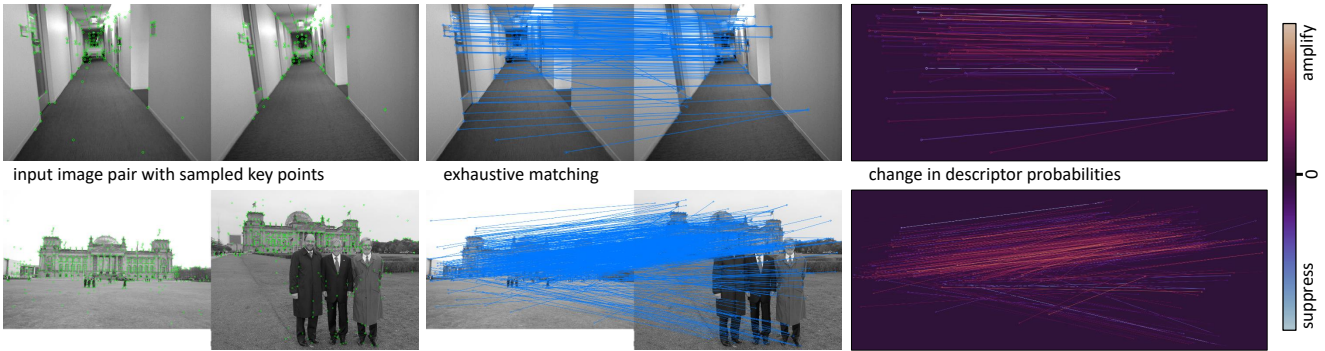 input image pair with sampled key points
exhaustive matching
change in descriptor probabilities
amplify
0
suppress